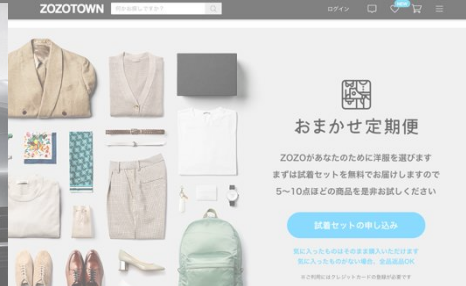 ZOZOTOWN
何かお探しですか？
ログイン
NEW
おまかせ定期便
ZOZOがあなたのために洋服を選びます
まずは試着セットを無料でお届けしますので
5〜10点ほどの商品を是非お試しください
試着セットの申し込み
気に入ったものはそのまま購入いただけます
気に入ったものがない場合、全品返品OK
※ご利用にはクレジットカードの登録が必要です